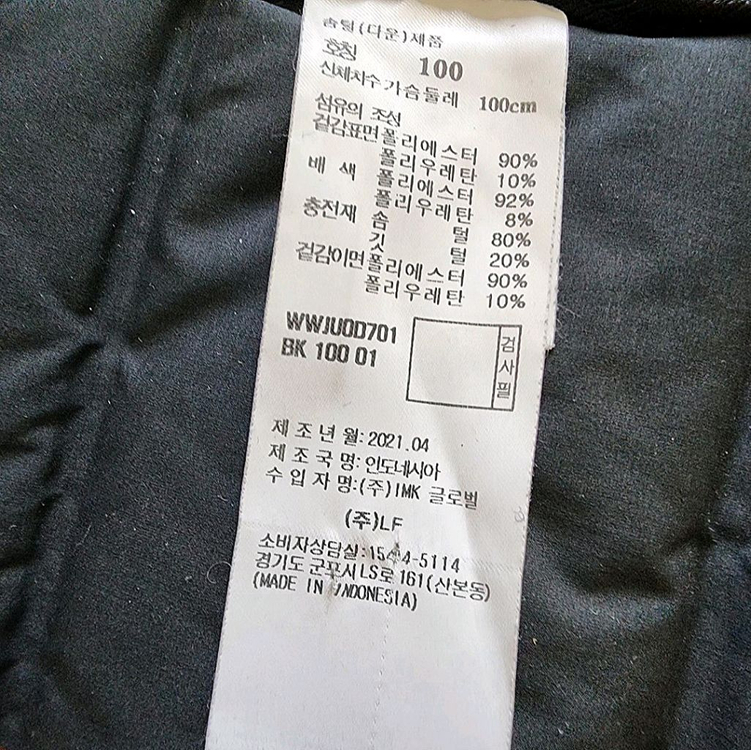 솜털(다운)제품
호칭 100
신체치수 가슴둘레 100cm
섬유의 조성
겉감표면 폴리에스터 90%
폴리우레탄 10%
배색 폴리에스터 92%
폴리우레탄 8%
충전재 솜털 80%
깃털 20%
겉감이면 폴리에스터 90%
폴리우레탄 10%
WWJU0D701
BK 100 01
검사필
제조년월: 2021.04
제조국명: 인도네시아
수입자명:(주)IMK 글로벌
(주)LF
소비자상담실:1544-5114
경기도 군포시 LS로 161(산본동)
(MADE IN INDONESIA)